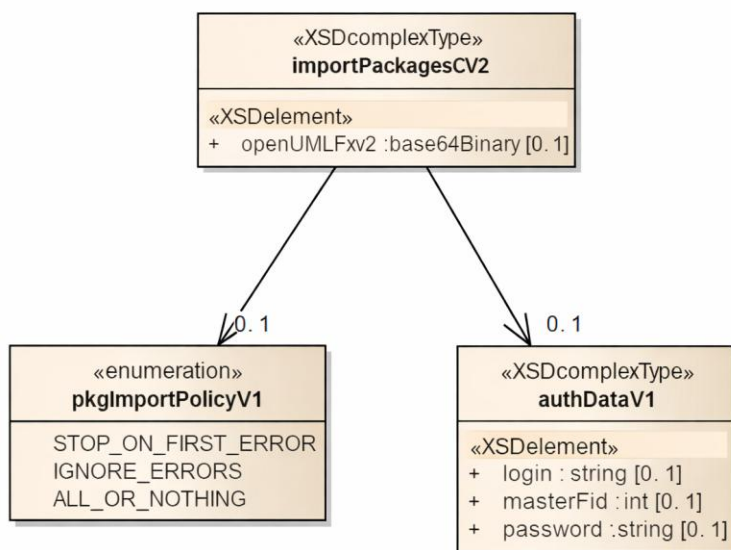 «XSDcomplexType»
importPackagesCV2
«XSDelement»
+ openUMLFxv2 :base64Binary [0. 1]
0. 1
0. 1
«enumeration»
pkgImportPolicyV1
STOP_ON_FIRST_ERROR
IGNORE_ERRORS
ALL_OR_NOTHING
«XSDcomplexType»
authDataV1
«XSDelement»
+ login : string [0. 1]
+ masterFid : int [0. 1]
+ password :string [0. 1]